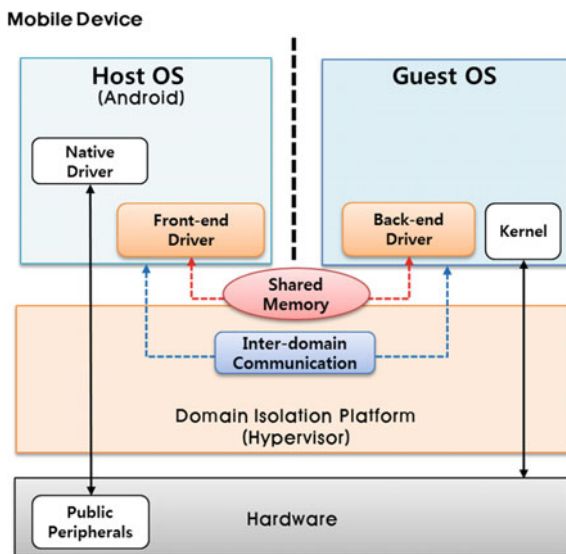 Mobile Device
Host OS
(Android)
Guest OS
Native
Driver
Front-end
Driver
Back-end
Driver
Kernel
Shared
Memory
Inter-domain
Communication
Domain Isolation Platform
(Hypervisor)
Public
Peripherals
Hardware